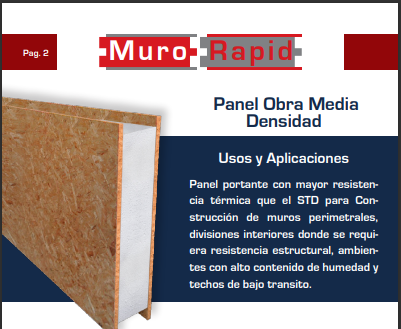 Pag. 2
Muro Rapid
Panel Obra Media
Densidad
Usos y Aplicaciones
Panel portante con mayor resisten-
cia térmica que el STD para Con-
strucción de muros perimetrales,
divisiones interiores donde se requi-
era resistencia estructural, ambien-
tes con alto contenido de humedad y
techos de bajo transito.